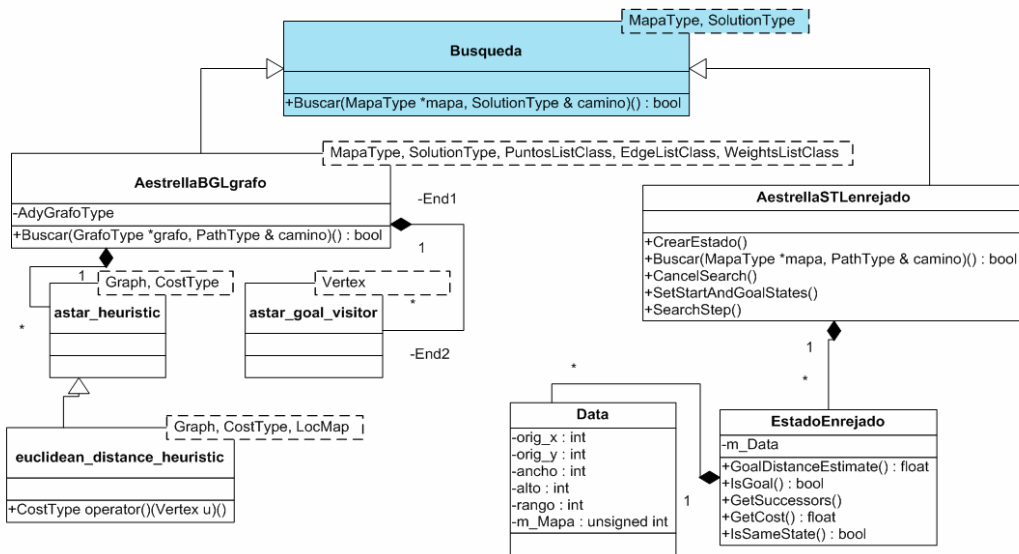 MapaType, SolutionType
Busqueda
+Buscar(MapaType *mapa, SolutionType & camino)() : bool
MapaType, SolutionType, PuntosListClass, EdgeListClass, WeightsListClass
AestrellaBGLgrafo
-AdyGrafoType
+Buscar(GrafoType *grafo, PathType & camino)() : bool
-End1
1
*
-End2
1
*
Graph, CostType
astar_heuristic
Vertex
astar_goal_visitor
Graph, CostType, LocMap
euclidean_distance_heuristic
+CostType operator()(Vertex u)()
AestrellaSTLenrejado
+CrearEstado()
+Buscar(MapaType *mapa, PathType & camino)() : bool
+CancelSearch()
+SetStartAndGoalStates()
+SearchStep()
1
*
*
1
Data
-orig_x : int
-orig_y : int
-ancho : int
-alto : int
-rango : int
-m_Mapa : unsigned int
EstadoEnrejado
-m_Data
+GoalDistanceEstimate() : float
+IsGoal() : bool
+GetSuccessors()
+GetCost() : float
+IsSameState() : bool